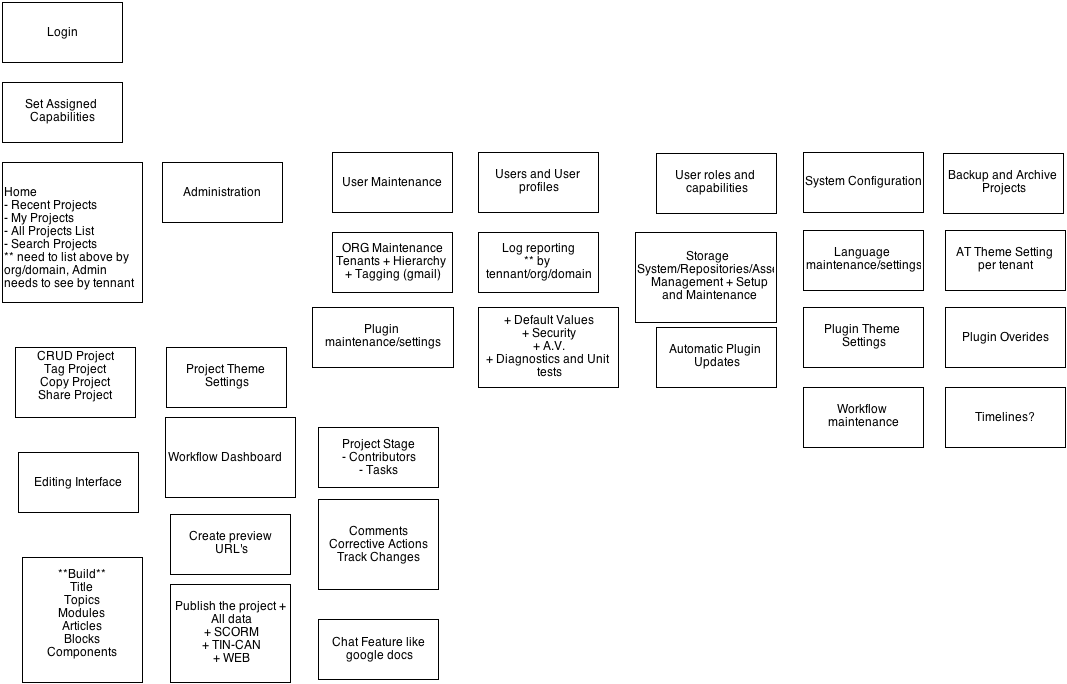 Login
Set Assigned
Capabilities
Home
- Recent Projects
- My Projects
- All Projects List
- Search Projects
** need to list above by
org/domain, Admin
needs to see by tennant
Administration
User Maintenance
Users and User
profiles
User roles and
capabilities
System Configuration
Backup and Archive
Projects
ORG Maintenance
Tenants + Hierarchy
+ Tagging (gmail)
Log reporting
** by
tennant/org/domain
Storage
System/Repositories/Asse
Management + Setup
and Maintenance
Language
maintenance/settings
AT Theme Setting
per tenant
Plugin
maintenance/settings
+ Default Values
+ Security
+ A.V.
+ Diagnostics and Unit
tests
Automatic Plugin
Updates
Plugin Theme
Settings
Plugin Overides
Workflow
maintenance
Timelines?
CRUD Project
Tag Project
Copy Project
Share Project
Project Theme
Settings
Workflow Dashboard
Project Stage
- Contributors
- Tasks
Editing Interface
Create preview
URL's
Comments
Corrective Actions
Track Changes
**Build**
Title
Topics
Modules
Articles
Blocks
Components
Publish the project +
All data
+ SCORM
+ TIN-CAN
+ WEB
Chat Feature like
google docs